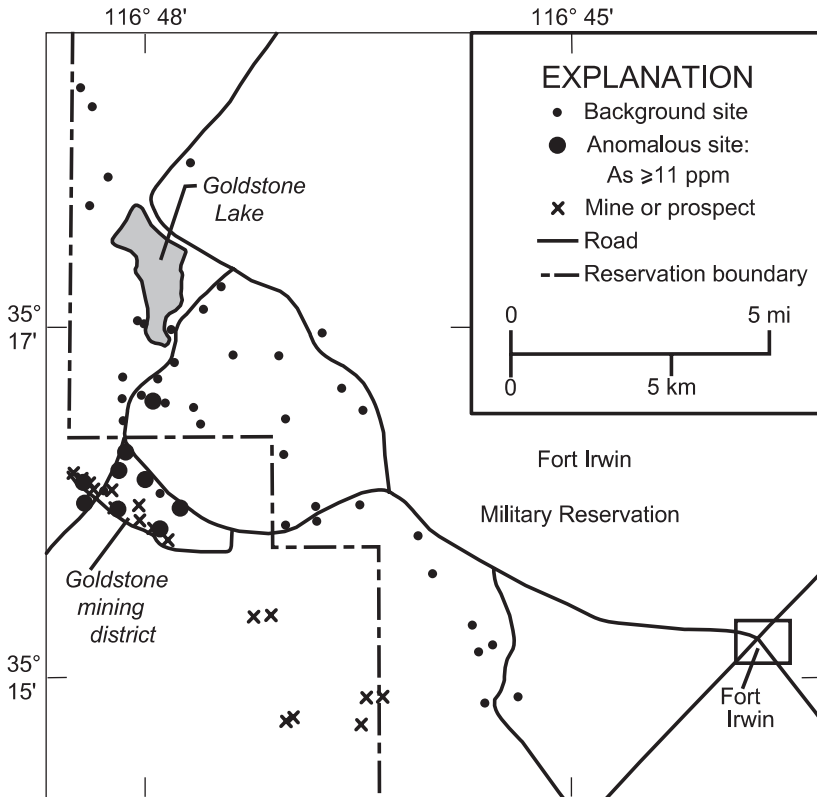 116° 48'
116° 45'
EXPLANATION
Background site
Anomalous site:
As ⩾11 ppm
Mine or prospect
Road
Reservation boundary
0
5 mi
0
5 km
Goldstone
Lake
35°
17'
Fort Irwin
Military Reservation
Goldstone
mining
district
35°
15'
Fort
Irwin